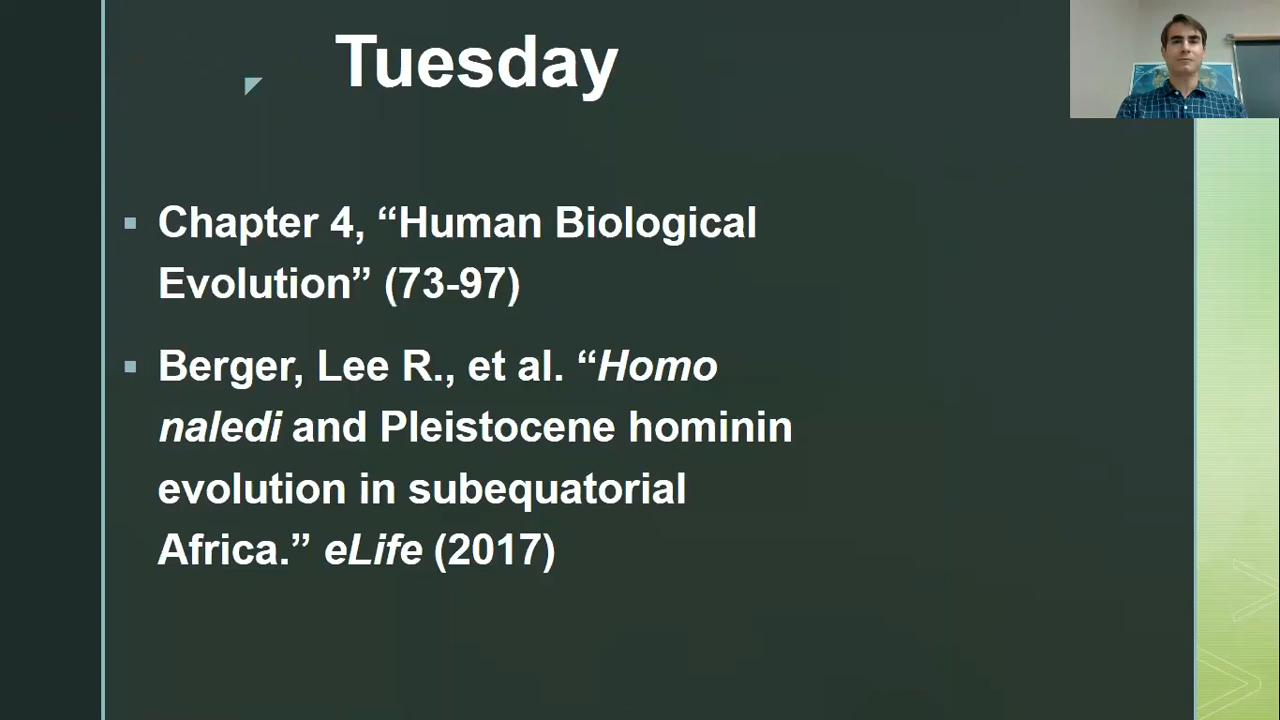 Tuesday
Chapter 4, “Human Biological
Evolution” (73-97)
Berger, Lee R., et al. “Homo
naledi and Pleistocene hominin
evolution in subequatorial
Africa.” eLife (2017)